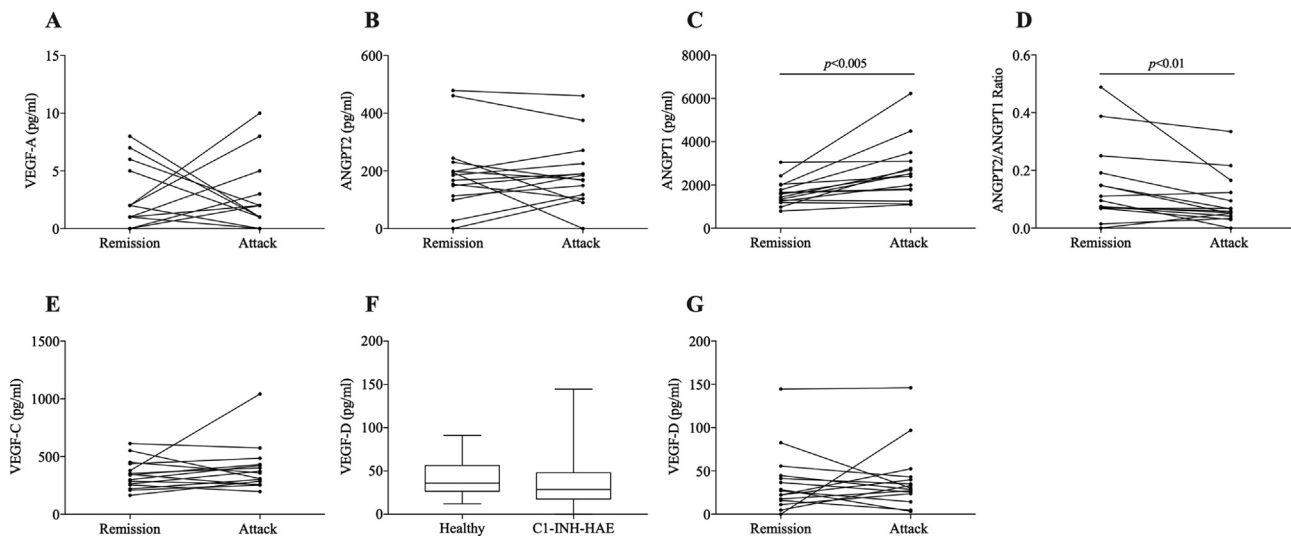 A
VEGF-A (pg/ml)
15
10
5
0
Remission
Attack
B
ANGPT2 (pg/ml)
600
400
200
0
Remission
Attack
C
ANGPT1 (pg/ml)
8000
6000
4000
2000
0
p<0.005
Remission
Attack
D
ANGPT2/ANGPT1 Ratio
0.6
0.4
0.2
0.0
p<0.01
Remission
Attack
E
VEGF-C (pg/ml)
1500
1000
500
0
Remission
Attack
F
VEGF-D (pg/ml)
200
150
100
50
0
Healthy
C1-INH-HAE
G
VEGF-D (pg/ml)
200
150
100
50
0
Remission
Attack